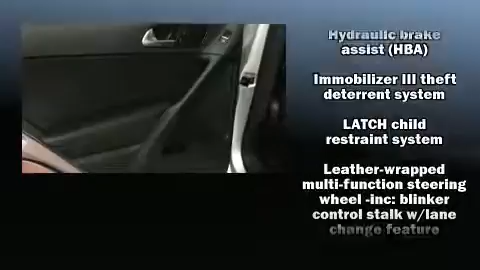 Hydraulic brake
assist (HBA)
Immobilizer III theft
deterrent system
LATCH child
restraint system
Leather-wrapped
multi-function steering
wheel -inc: blinker
control stalk w/lane
change feature